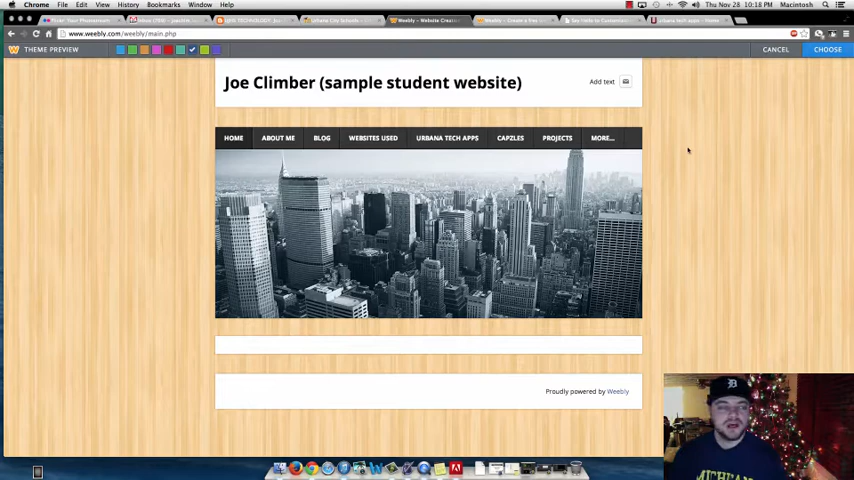 Chrome File Edit View History Bookmarks Window Help
Thu Nov 28 10:18 PM Macintosh
www.weebly.com/weebly/main.php
THEME PREVIEW
CANCEL CHOOSE
Joe Climber (sample student website)
Add text
HOME ABOUT ME BLOG WEBSITES USED URBANA TECH APPS CAPZLES PROJECTS MORE...
Proudly powered by Weebly
D
MICHIGAN